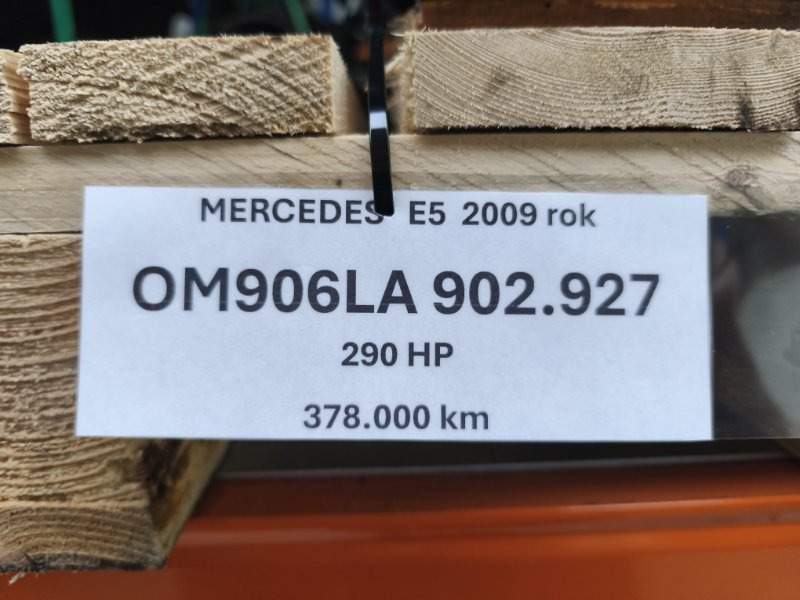 MERCEDES E5 2009 rok
OM906LA 902.927
290 HP
378.000 km